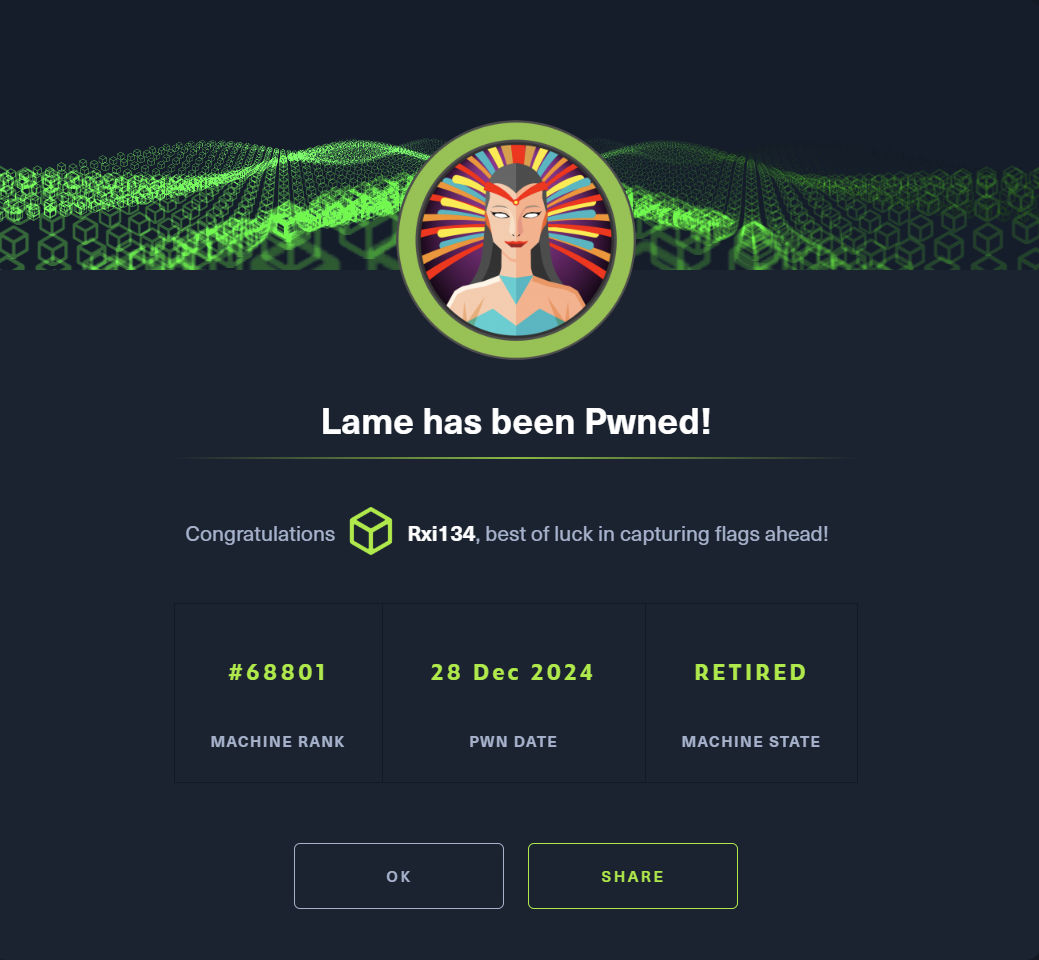 Lame has been Pwned!
Congratulations Rxi134, best of luck in capturing flags ahead!
#68801 28 Dec 2024 RETIRED
MACHINE RANK PWN DATE MACHINE STATE
OK SHARE